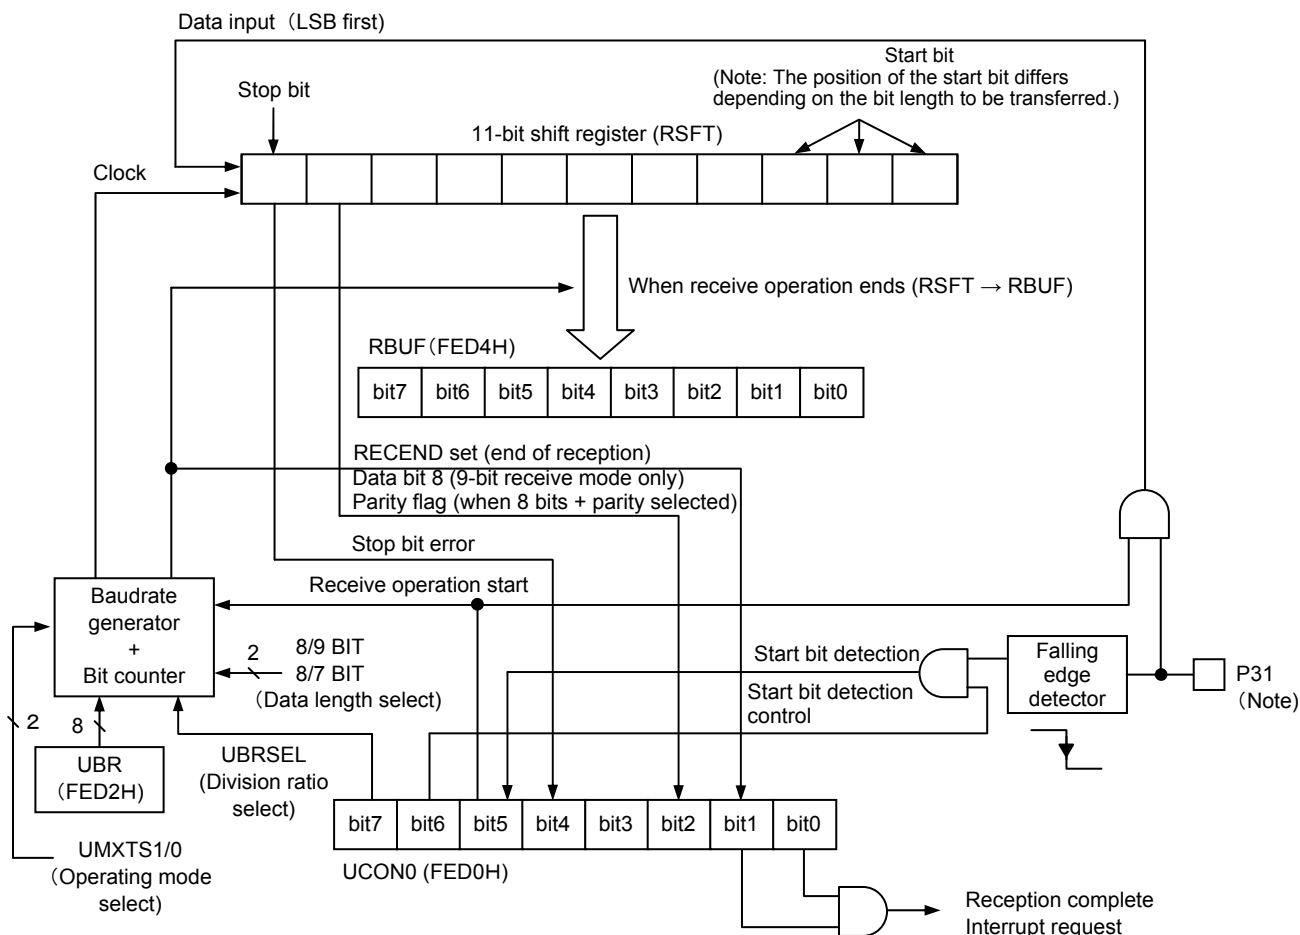 Data input（LSB first)
Start bit
(Note: The position of the start bit differs
depending on the bit length to be transferred.)
Stop bit
11-bit shift register (RSFT)
Clock
When receive operation ends (RSFT → RBUF)
RBUF（FED4H)
bit7 bit6 bit5 bit4 bit3 bit2 bit1 bit0
RECEND set (end of reception)
Data bit 8 (9-bit receive mode only)
Parity flag (when 8 bits + parity selected)
Stop bit error
Receive operation start
Baudrate
generator
+
Bit counter
2
8/9 BIT
8/7 BIT
（Data length select)
Start bit detection
Start bit detection
control
Falling
edge
detector
P31
（Note)
2
8
UBR
（FED2H)
UBRSEL
(Division ratio
select)
bit7 bit6 bit5 bit4 bit3 bit2 bit1 bit0
UCON0 (FED0H)
UMXTS1/0
（Operating mode
select)
Reception complete
Interrupt request